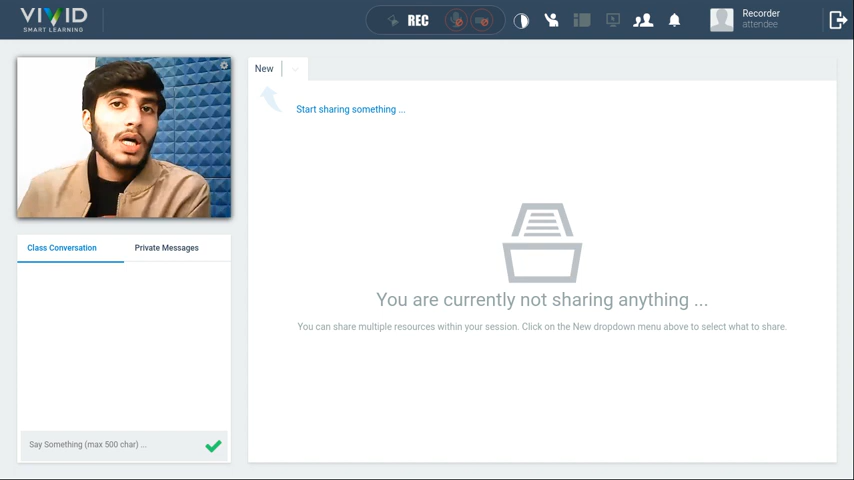 VIVID
SMART LEARNING
REC
Recorder
attendee
New
Start sharing something ...
Class Conversation
Private Messages
You are currently not sharing anything ...
You can share multiple resources within your session. Click on the New dropdown menu above to select what to share.
Say Something (max 500 char) ...